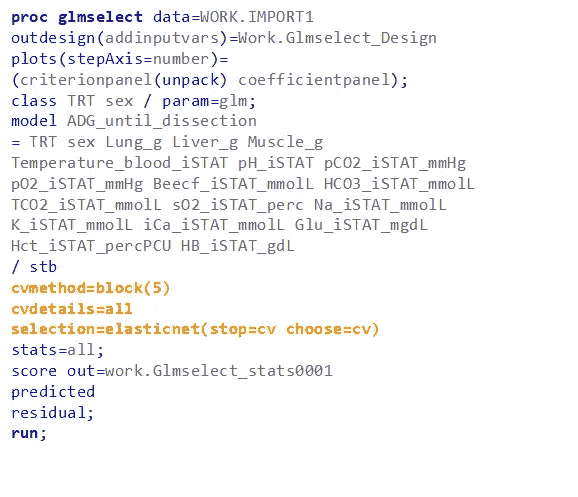 proc glmselect data=WORK.IMPORT1
outdesign(addinputvars)=Work.Glmselect_Design
plots(stepAxis=number)=
(criterionpanel(unpack) coefficientpanel);
class TRT sex / param=glm;
model ADG_until_dissection
= TRT sex Lung_g Liver_g Muscle_g
Temperature_blood_iSTAT pH_iSTAT pCO2_iSTAT_mmHg
pO2_iSTAT_mmHg Beecf_iSTAT_mmolL HCO3_iSTAT_mmolL
TCO2_iSTAT_mmolL sO2_iSTAT_perc Na_iSTAT_mmolL
K_iSTAT_mmolL iCa_iSTAT_mmolL Glu_iSTAT_mgdL
Hct_iSTAT_percPCU HB_iSTAT_gdL
/ stb
cvmethod=block(5)
cvdetails=all
selection=elasticnet(stop=cv choose=cv)
stats=all;
score out=work.Glmselect_stats0001
predicted
residual;
run;